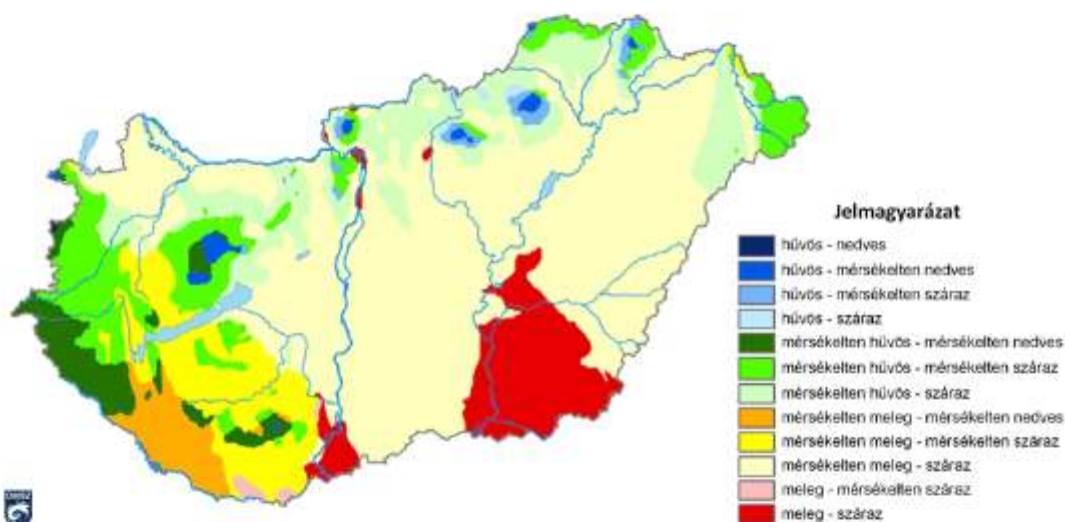 Jelmagyarázat
hűvös - nedves
hűvös - mérsékelten nedves
hűvös - mérsékelten száraz
hűvös - száraz
mérsékelten hűvös - mérsékelten nedves
mérsékelten hűvös - mérsékelten száraz
mérsékelten hűvös - száraz
mérsékelten meleg - mérsékelten nedves
mérsékelten meleg - mérsékelten száraz
mérsékelten meleg - száraz
meleg - mérsékelten száraz
meleg - száraz